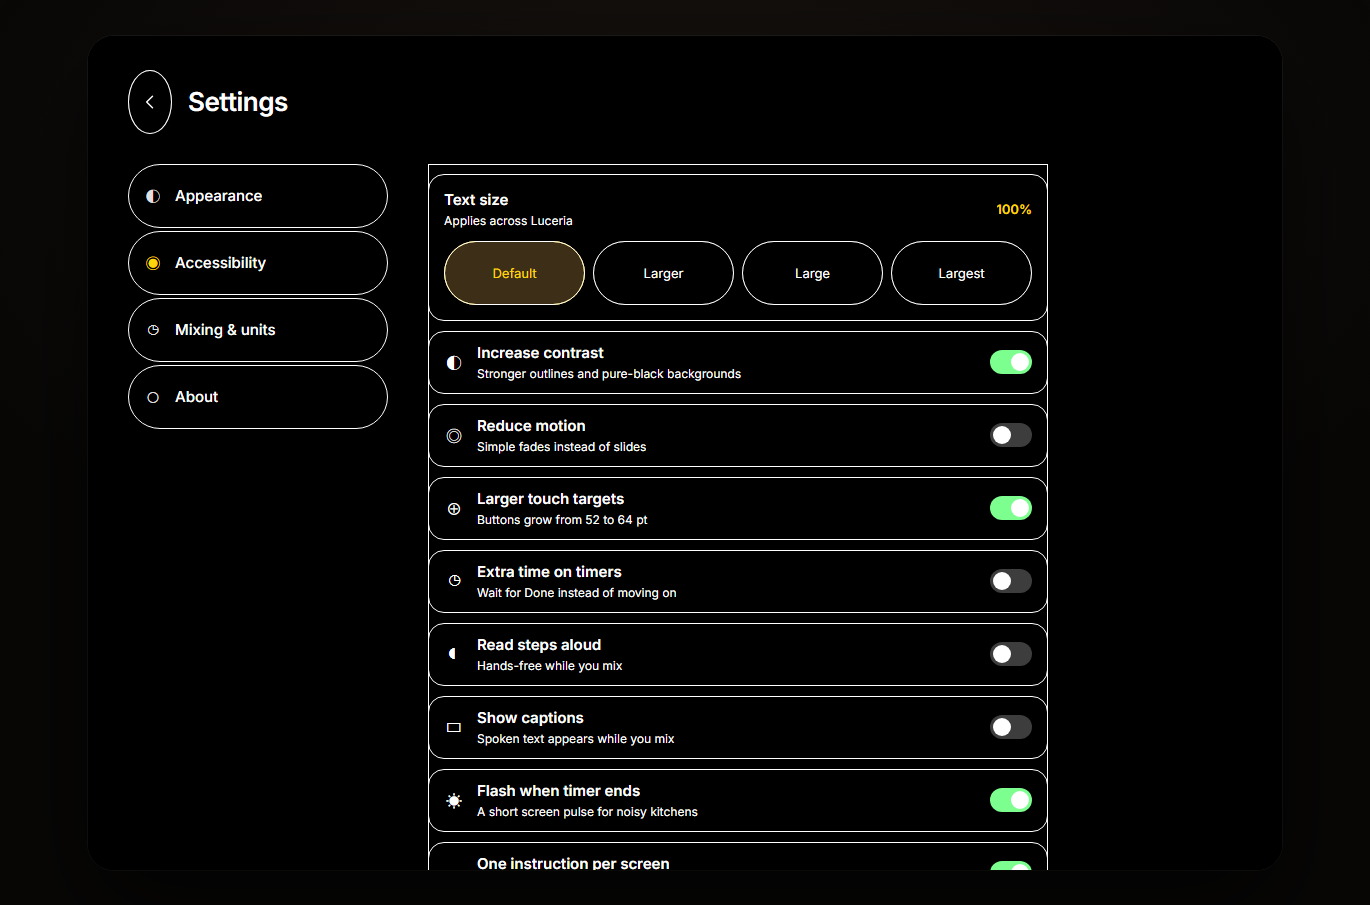 Settings
Appearance
Accessibility
Mixing & units
About
Text size
Applies across Luceria
100%
Default
Larger
Large
Largest
Increase contrast
Stronger outlines and pure-black backgrounds
Reduce motion
Simple fades instead of slides
Larger touch targets
Buttons grow from 52 to 64 pt
Extra time on timers
Wait for Done instead of moving on
Read steps aloud
Hands-free while you mix
Show captions
Spoken text appears while you mix
Flash when timer ends
A short screen pulse for noisy kitchens
One instruction per screen